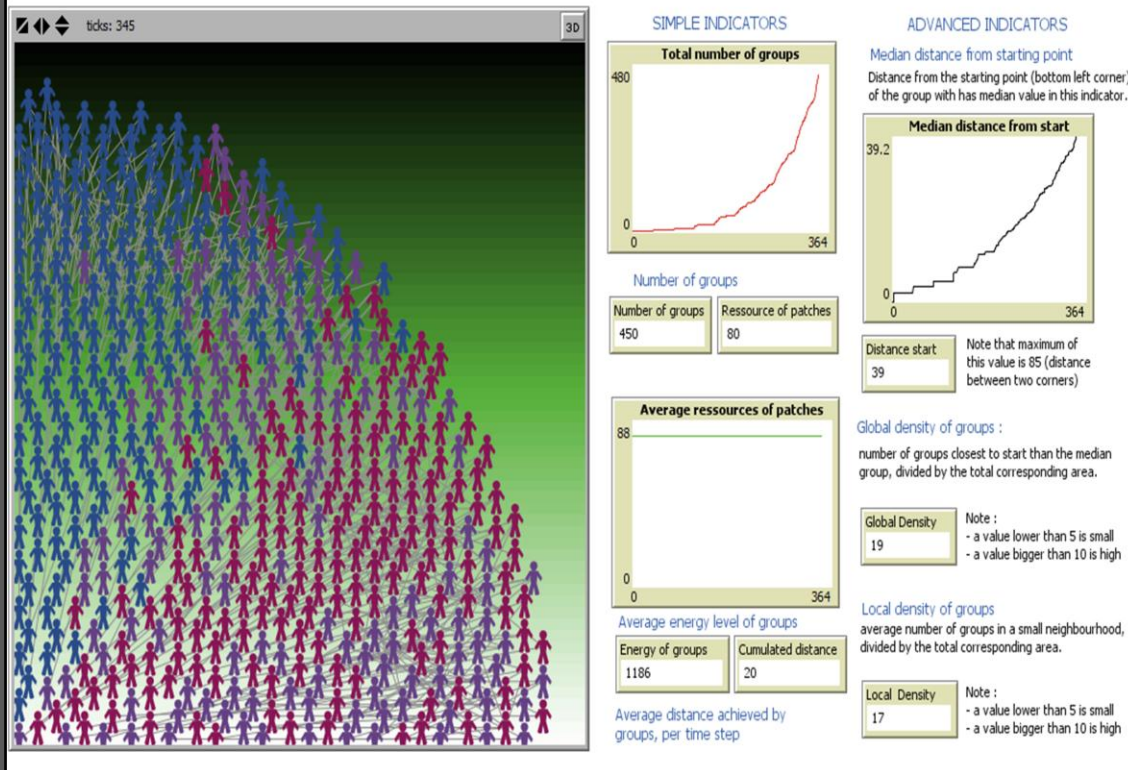 ticks: 345
3D
SIMPLE INDICATORS
Total number of groups
480
0
0
364
Number of groups
Number of groups
450
Ressource of patches
80
Average ressources of patches
88
0
0
364
Average energy level of groups
Energy of groups
1186
Cumulated distance
20
Average distance achieved by
groups, per time step
ADVANCED INDICATORS
Median distance from starting point
Distance from the starting point (bottom left corner)
of the group with has median value in this indicator.
Median distance from start
39.2
0
0
364
Distance start
39
Note that maximum of
this value is 85 (distance
between two corners)
Global density of groups :
number of groups closest to start than the median
group, divided by the total corresponding area.
Global Density
19
Note :
- a value lower than 5 is small
- a value bigger than 10 is high
Local density of groups
average number of groups in a small neighbourhood,
divided by the total corresponding area.
Local Density
17
Note :
- a value lower than 5 is small
- a value bigger than 10 is high